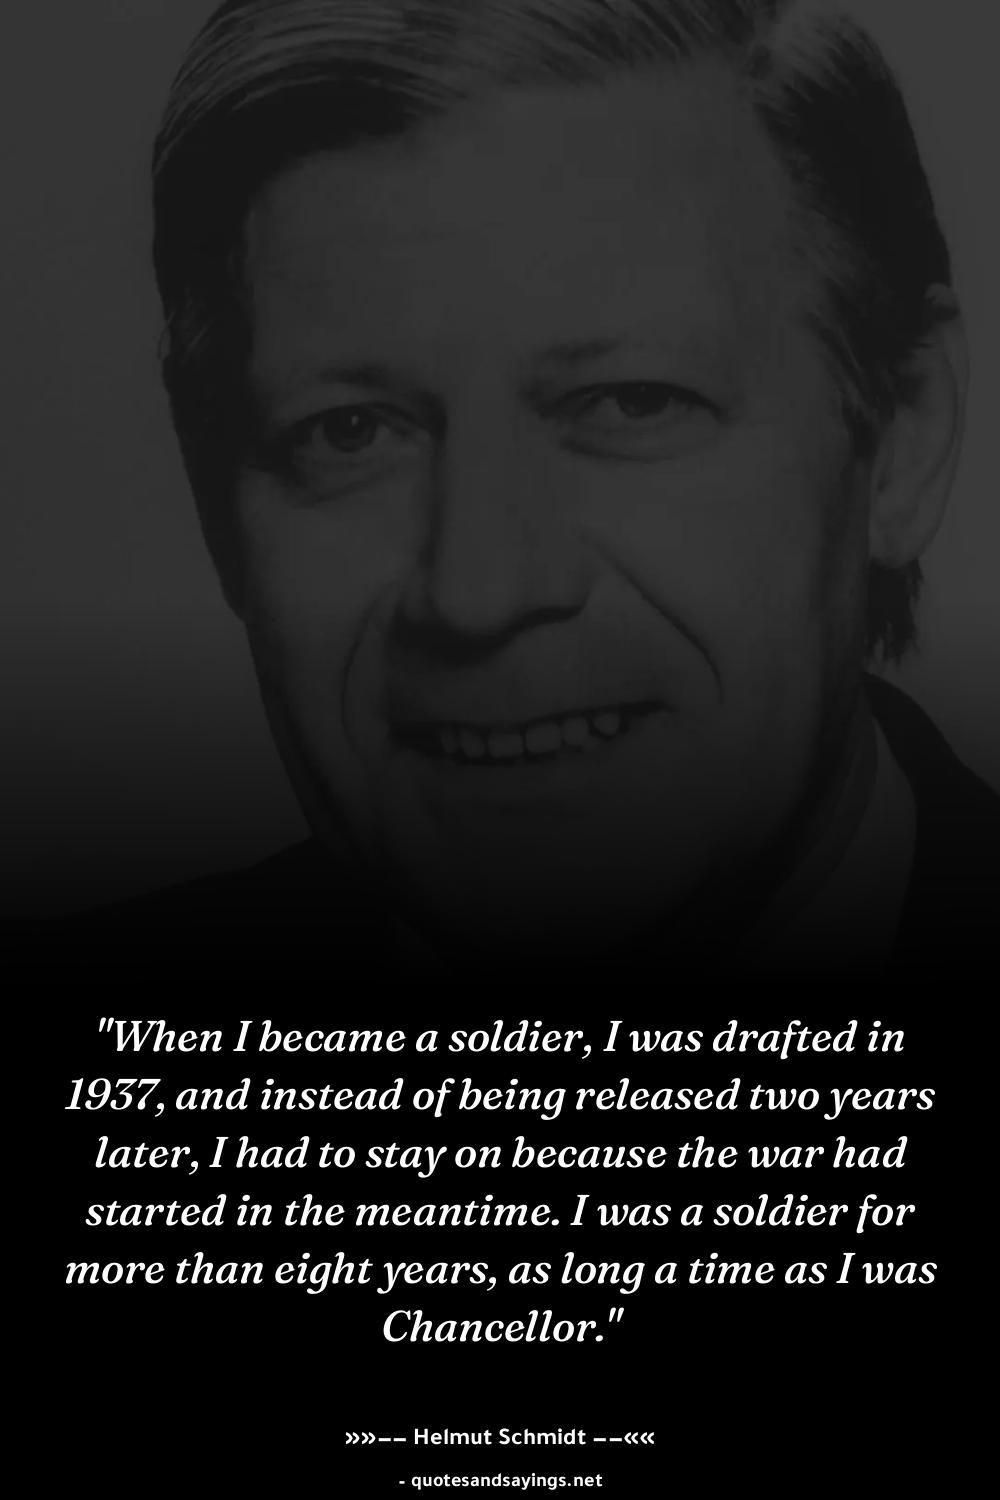 "When I became a soldier, I was drafted in
1937, and instead of being released two years
later, I had to stay on because the war had
started in the meantime. I was a soldier for
more than eight years, as long a time as I was
Chancellor."
»»−− Helmut Schmidt −−««
- quotesandsayings.net